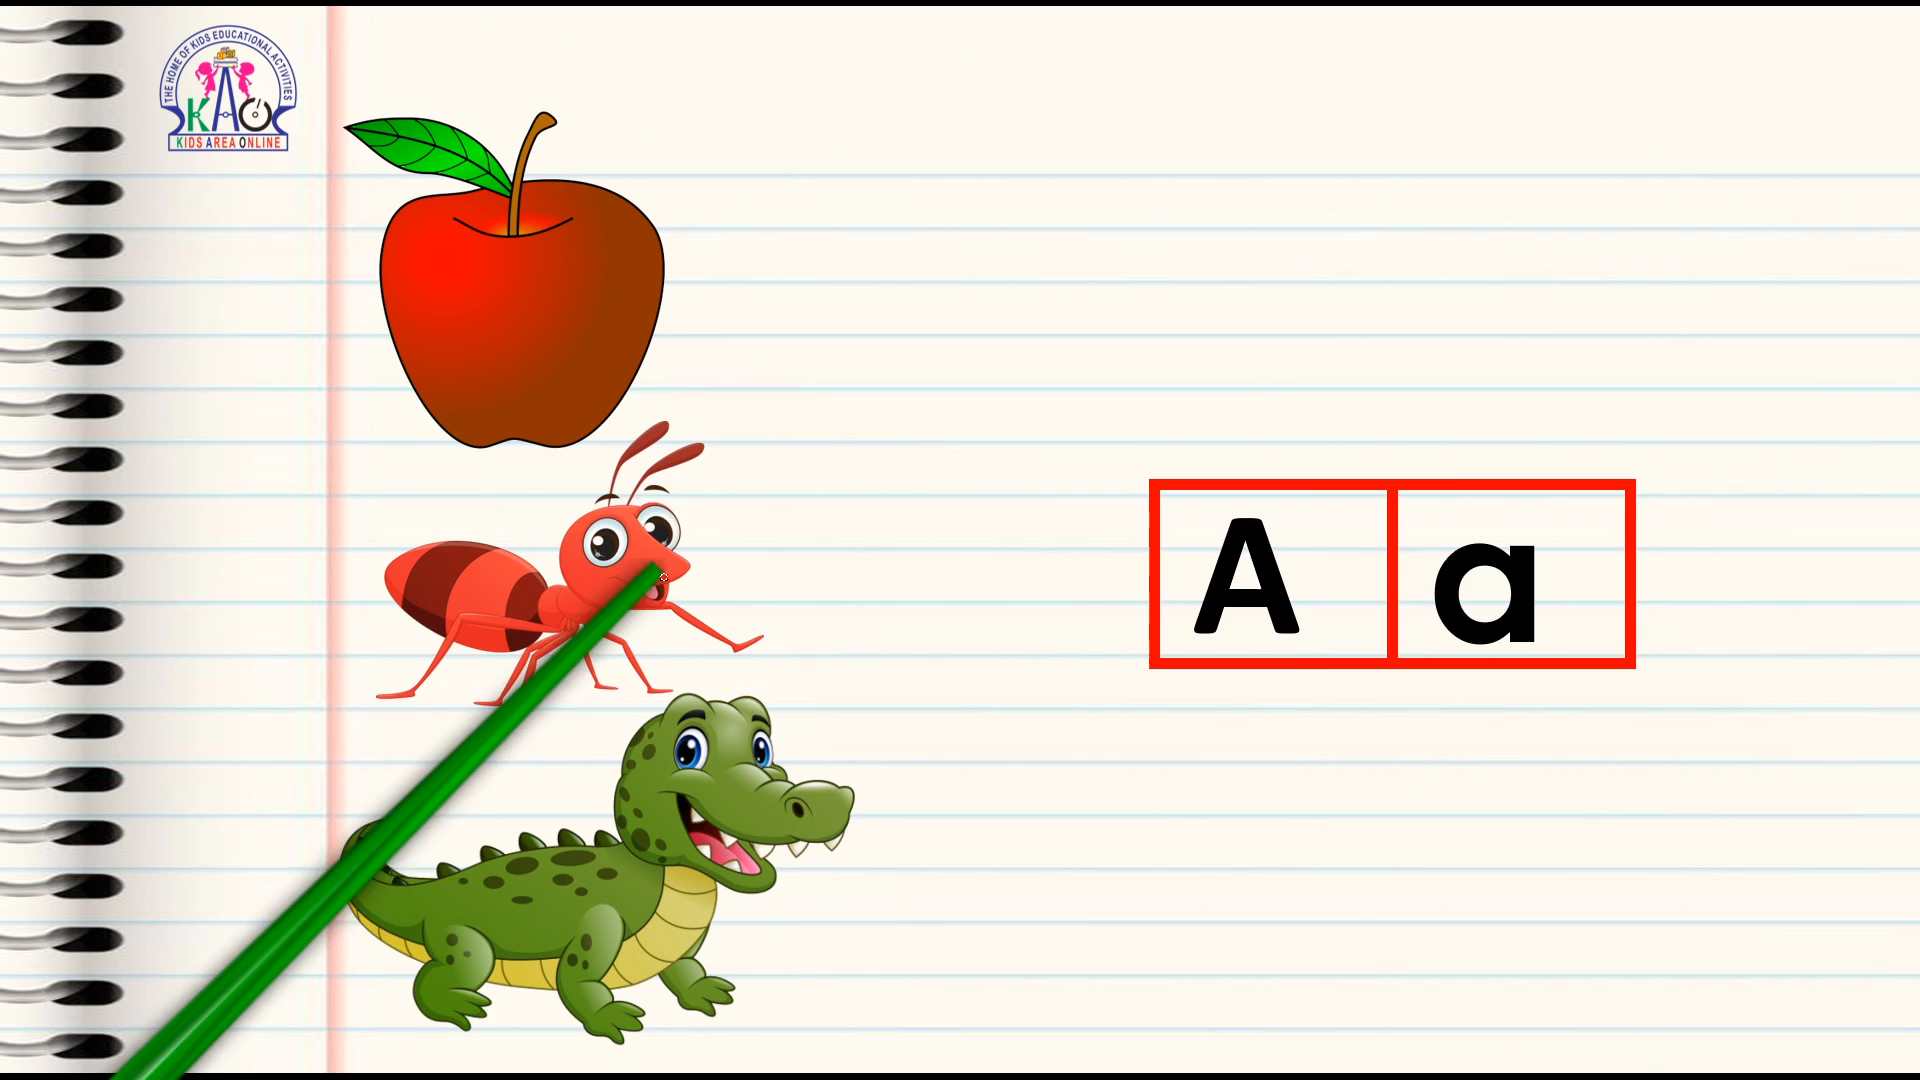 THE HOME OF KIDS EDUCATIONAL ACTIVITIES
KAO
KIDS AREA ONLINE
A a